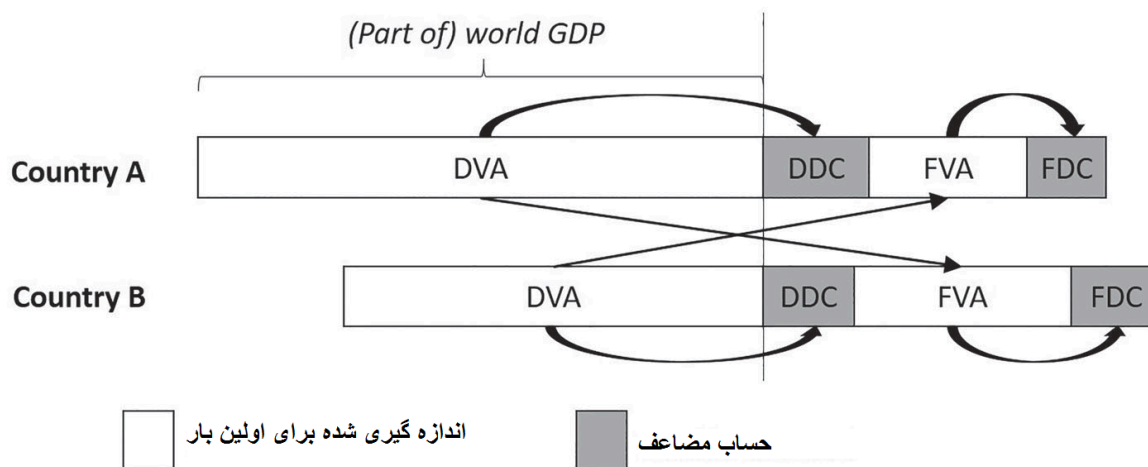 (Part of) world GDP
Country A
DVA
DDC
FVA
FDC
Country B
DVA
DDC
FVA
FDC
اندازه گیری شده برای اولین بار
حساب مضاعف